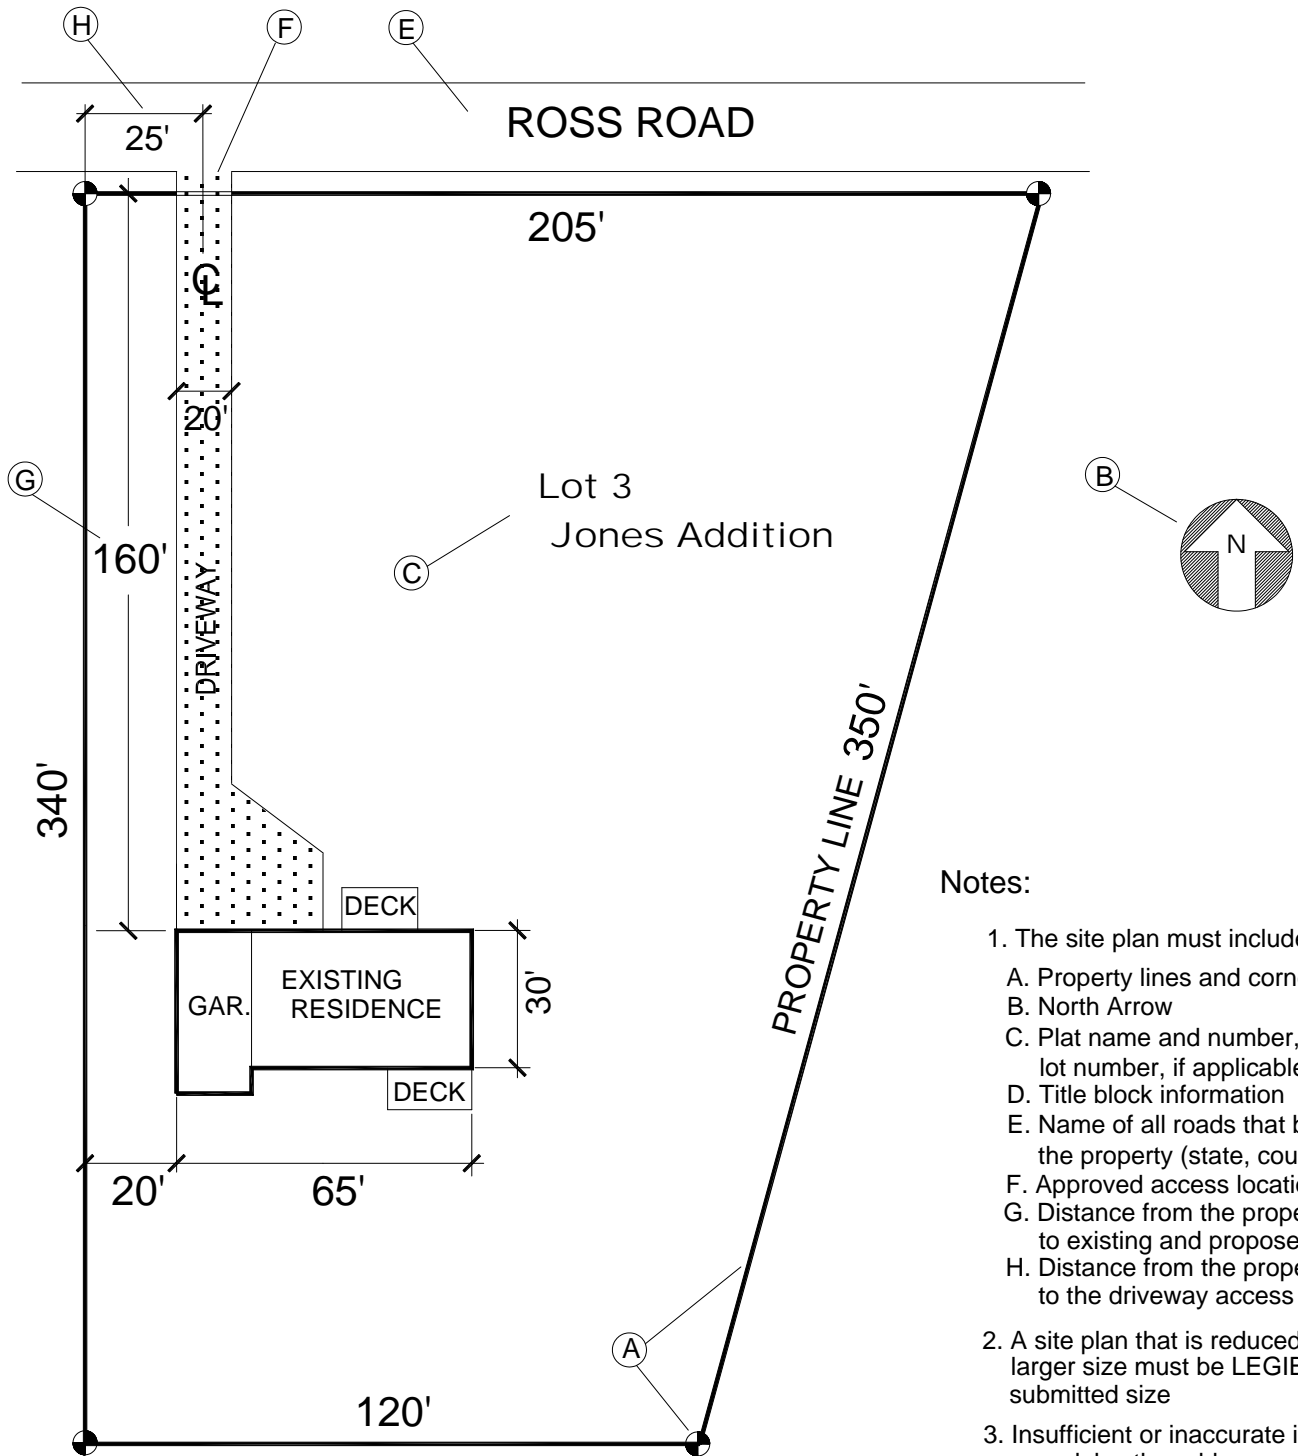 H
F
E
25'
ROSS ROAD
205'
CL
20'
G
Lot 3
Jones Addition
B
N
160'
C
DRIVEWAY
340'
PROPERTY LINE 350'
DECK
GAR.
EXISTING
RESIDENCE
30'
DECK
20'
65'
A
120'
Notes:
1. The site plan must include
A. Property lines and corn
B. North Arrow
C. Plat name and number,
lot number, if applicable
D. Title block information
E. Name of all roads that b
the property (state, cou
F. Approved access locati
G. Distance from the prope
to existing and propose
H. Distance from the prope
to the driveway access
2. A site plan that is reduced
larger size must be LEGIB
submitted size
3. Insufficient or inaccurate i